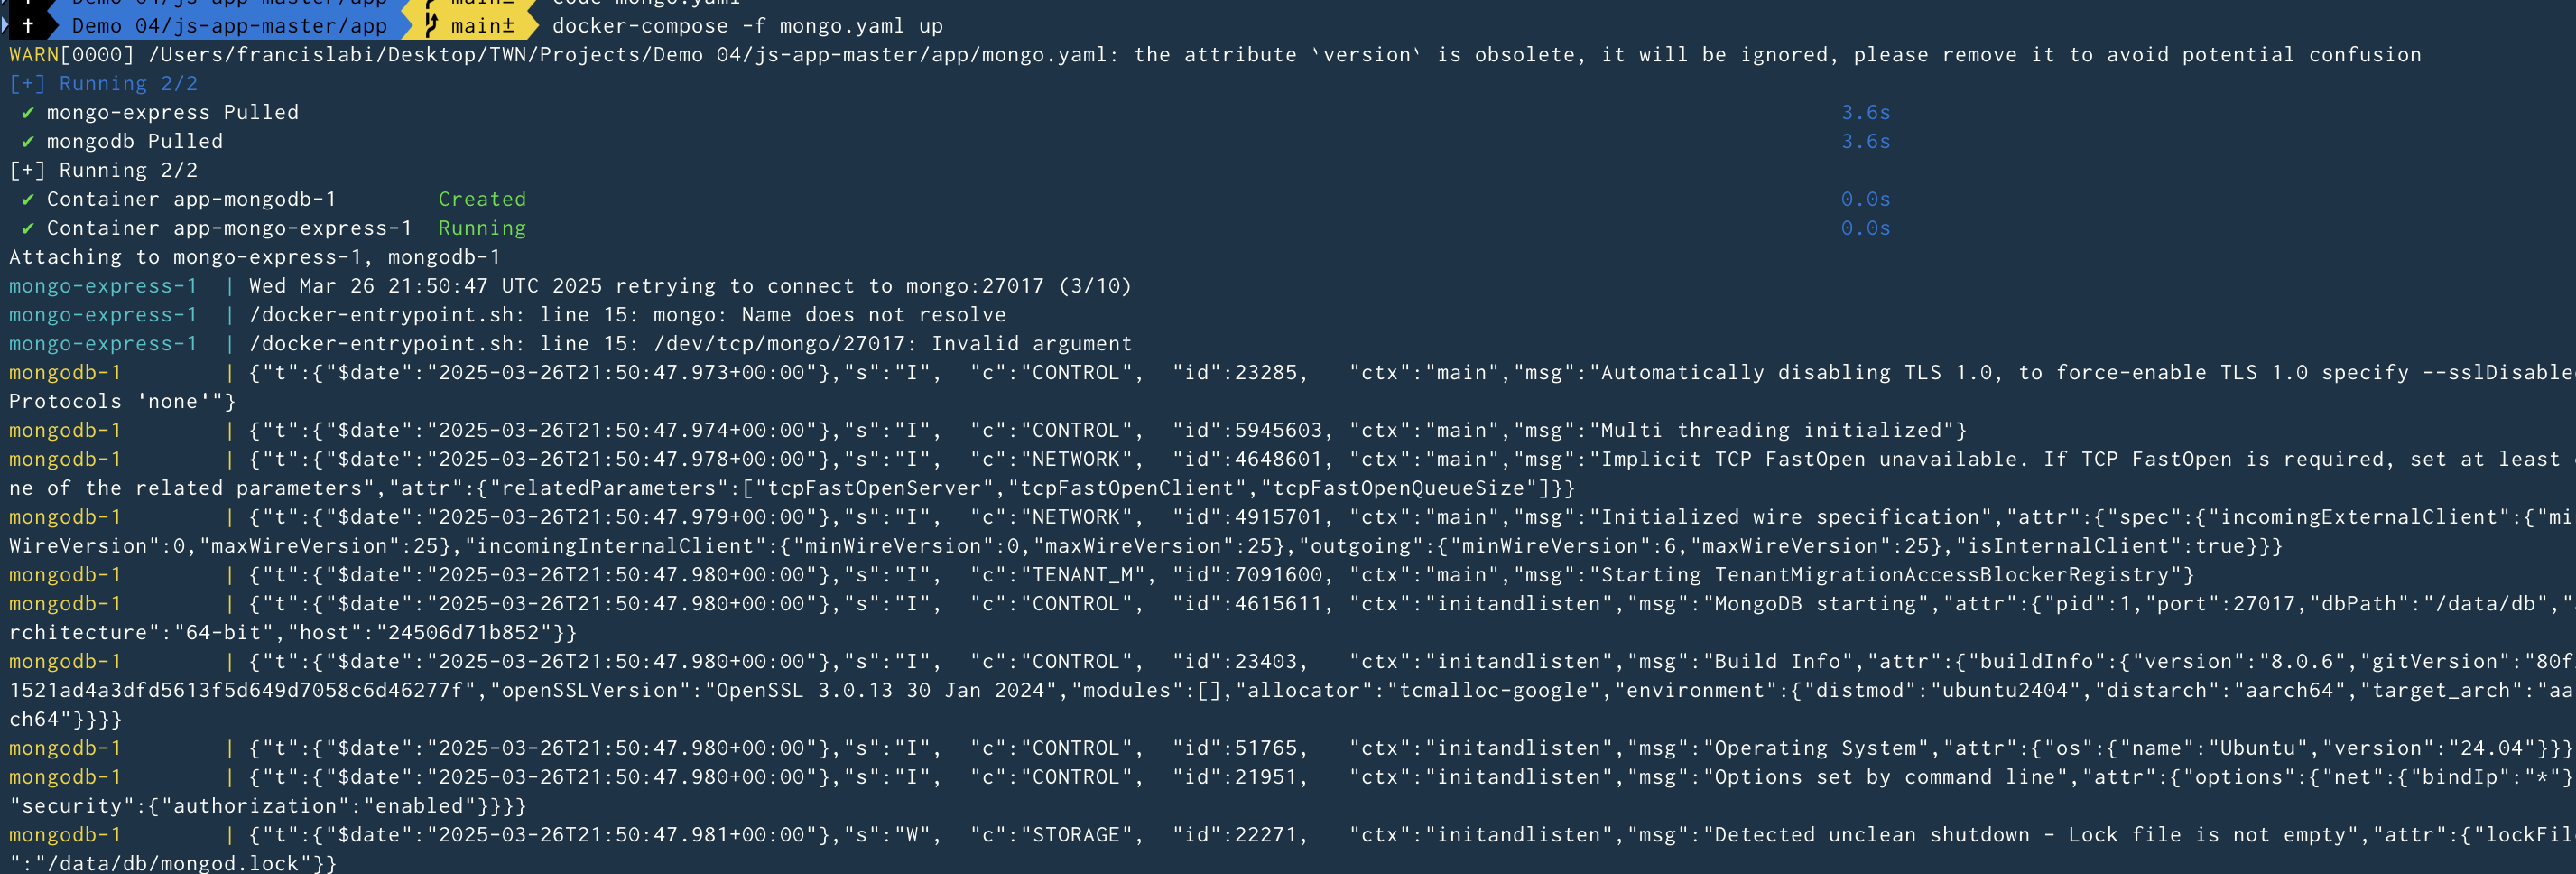 Demo 04/js-app-master/app main± code mongo.yaml
† Demo 04/js-app-master/app main± docker-compose -f mongo.yaml up
WARN[0000] /Users/francislabi/Desktop/TWN/Projects/Demo 04/js-app-master/app/mongo.yaml: the attribute `version` is obsolete, it will be ignored, please remove it to avoid potential confusion
[+] Running 2/2
✔ mongo-express Pulled 3.6s
✔ mongodb Pulled 3.6s
[+] Running 2/2
✔ Container app-mongodb-1 Created 0.0s
✔ Container app-mongo-express-1 Running 0.0s
Attaching to mongo-express-1, mongodb-1
mongo-express-1 | Wed Mar 26 21:50:47 UTC 2025 retrying to connect to mongo:27017 (3/10)
mongo-express-1 | /docker-entrypoint.sh: line 15: mongo: Name does not resolve
mongo-express-1 | /docker-entrypoint.sh: line 15: /dev/tcp/mongo/27017: Invalid argument
mongodb-1 | {"t":{"$date":"2025-03-26T21:50:47.973+00:00"},"s":"I", "c":"CONTROL", "id":23285, "ctx":"main","msg":"Automatically disabling TLS 1.0, to force-enable TLS 1.0 specify --sslDisabled
Protocols 'none'"}
mongodb-1 | {"t":{"$date":"2025-03-26T21:50:47.974+00:00"},"s":"I", "c":"CONTROL", "id":5945603, "ctx":"main","msg":"Multi threading initialized"}
mongodb-1 | {"t":{"$date":"2025-03-26T21:50:47.978+00:00"},"s":"I", "c":"NETWORK", "id":4648601, "ctx":"main","msg":"Implicit TCP FastOpen unavailable. If TCP FastOpen is required, set at least o
ne of the related parameters","attr":{"relatedParameters":["tcpFastOpenServer","tcpFastOpenClient","tcpFastOpenQueueSize"]}}
mongodb-1 | {"t":{"$date":"2025-03-26T21:50:47.979+00:00"},"s":"I", "c":"NETWORK", "id":4915701, "ctx":"main","msg":"Initialized wire specification","attr":{"spec":{"incomingExternalClient":{"mi
WireVersion":0,"maxWireVersion":25},"incomingInternalClient":{"minWireVersion":0,"maxWireVersion":25},"outgoing":{"minWireVersion":6,"maxWireVersion":25},"isInternalClient":true}}}
mongodb-1 | {"t":{"$date":"2025-03-26T21:50:47.980+00:00"},"s":"I", "c":"TENANT_M", "id":7091600, "ctx":"main","msg":"Starting TenantMigrationAccessBlockerRegistry"}
mongodb-1 | {"t":{"$date":"2025-03-26T21:50:47.980+00:00"},"s":"I", "c":"CONTROL", "id":4615611, "ctx":"initandlisten","msg":"MongoDB starting","attr":{"pid":1,"port":27017,"dbPath":"/data/db","
rchitecture":"64-bit","host":"24506d71b852"}}
mongodb-1 | {"t":{"$date":"2025-03-26T21:50:47.980+00:00"},"s":"I", "c":"CONTROL", "id":23403, "ctx":"initandlisten","msg":"Build Info","attr":{"buildInfo":{"version":"8.0.6","gitVersion":"80f
1521ad4a3dfd5613f5d649d7058c6d46277f","openSSLVersion":"OpenSSL 3.0.13 30 Jan 2024","modules":[],"allocator":"tcmalloc-google","environment":{"distmod":"ubuntu2404","distarch":"aarch64","target_arch":"aa
ch64"}}}}
mongodb-1 | {"t":{"$date":"2025-03-26T21:50:47.980+00:00"},"s":"I", "c":"CONTROL", "id":51765, "ctx":"initandlisten","msg":"Operating System","attr":{"os":{"name":"Ubuntu","version":"24.04"}}}
mongodb-1 | {"t":{"$date":"2025-03-26T21:50:47.980+00:00"},"s":"I", "c":"CONTROL", "id":21951, "ctx":"initandlisten","msg":"Options set by command line","attr":{"options":{"net":{"bindIp":"*"}
"security":{"authorization":"enabled"}}}}
mongodb-1 | {"t":{"$date":"2025-03-26T21:50:47.981+00:00"},"s":"W", "c":"STORAGE", "id":22271, "ctx":"initandlisten","msg":"Detected unclean shutdown - Lock file is not empty","attr":{"lockFil
":"/data/db/mongod.lock"}}